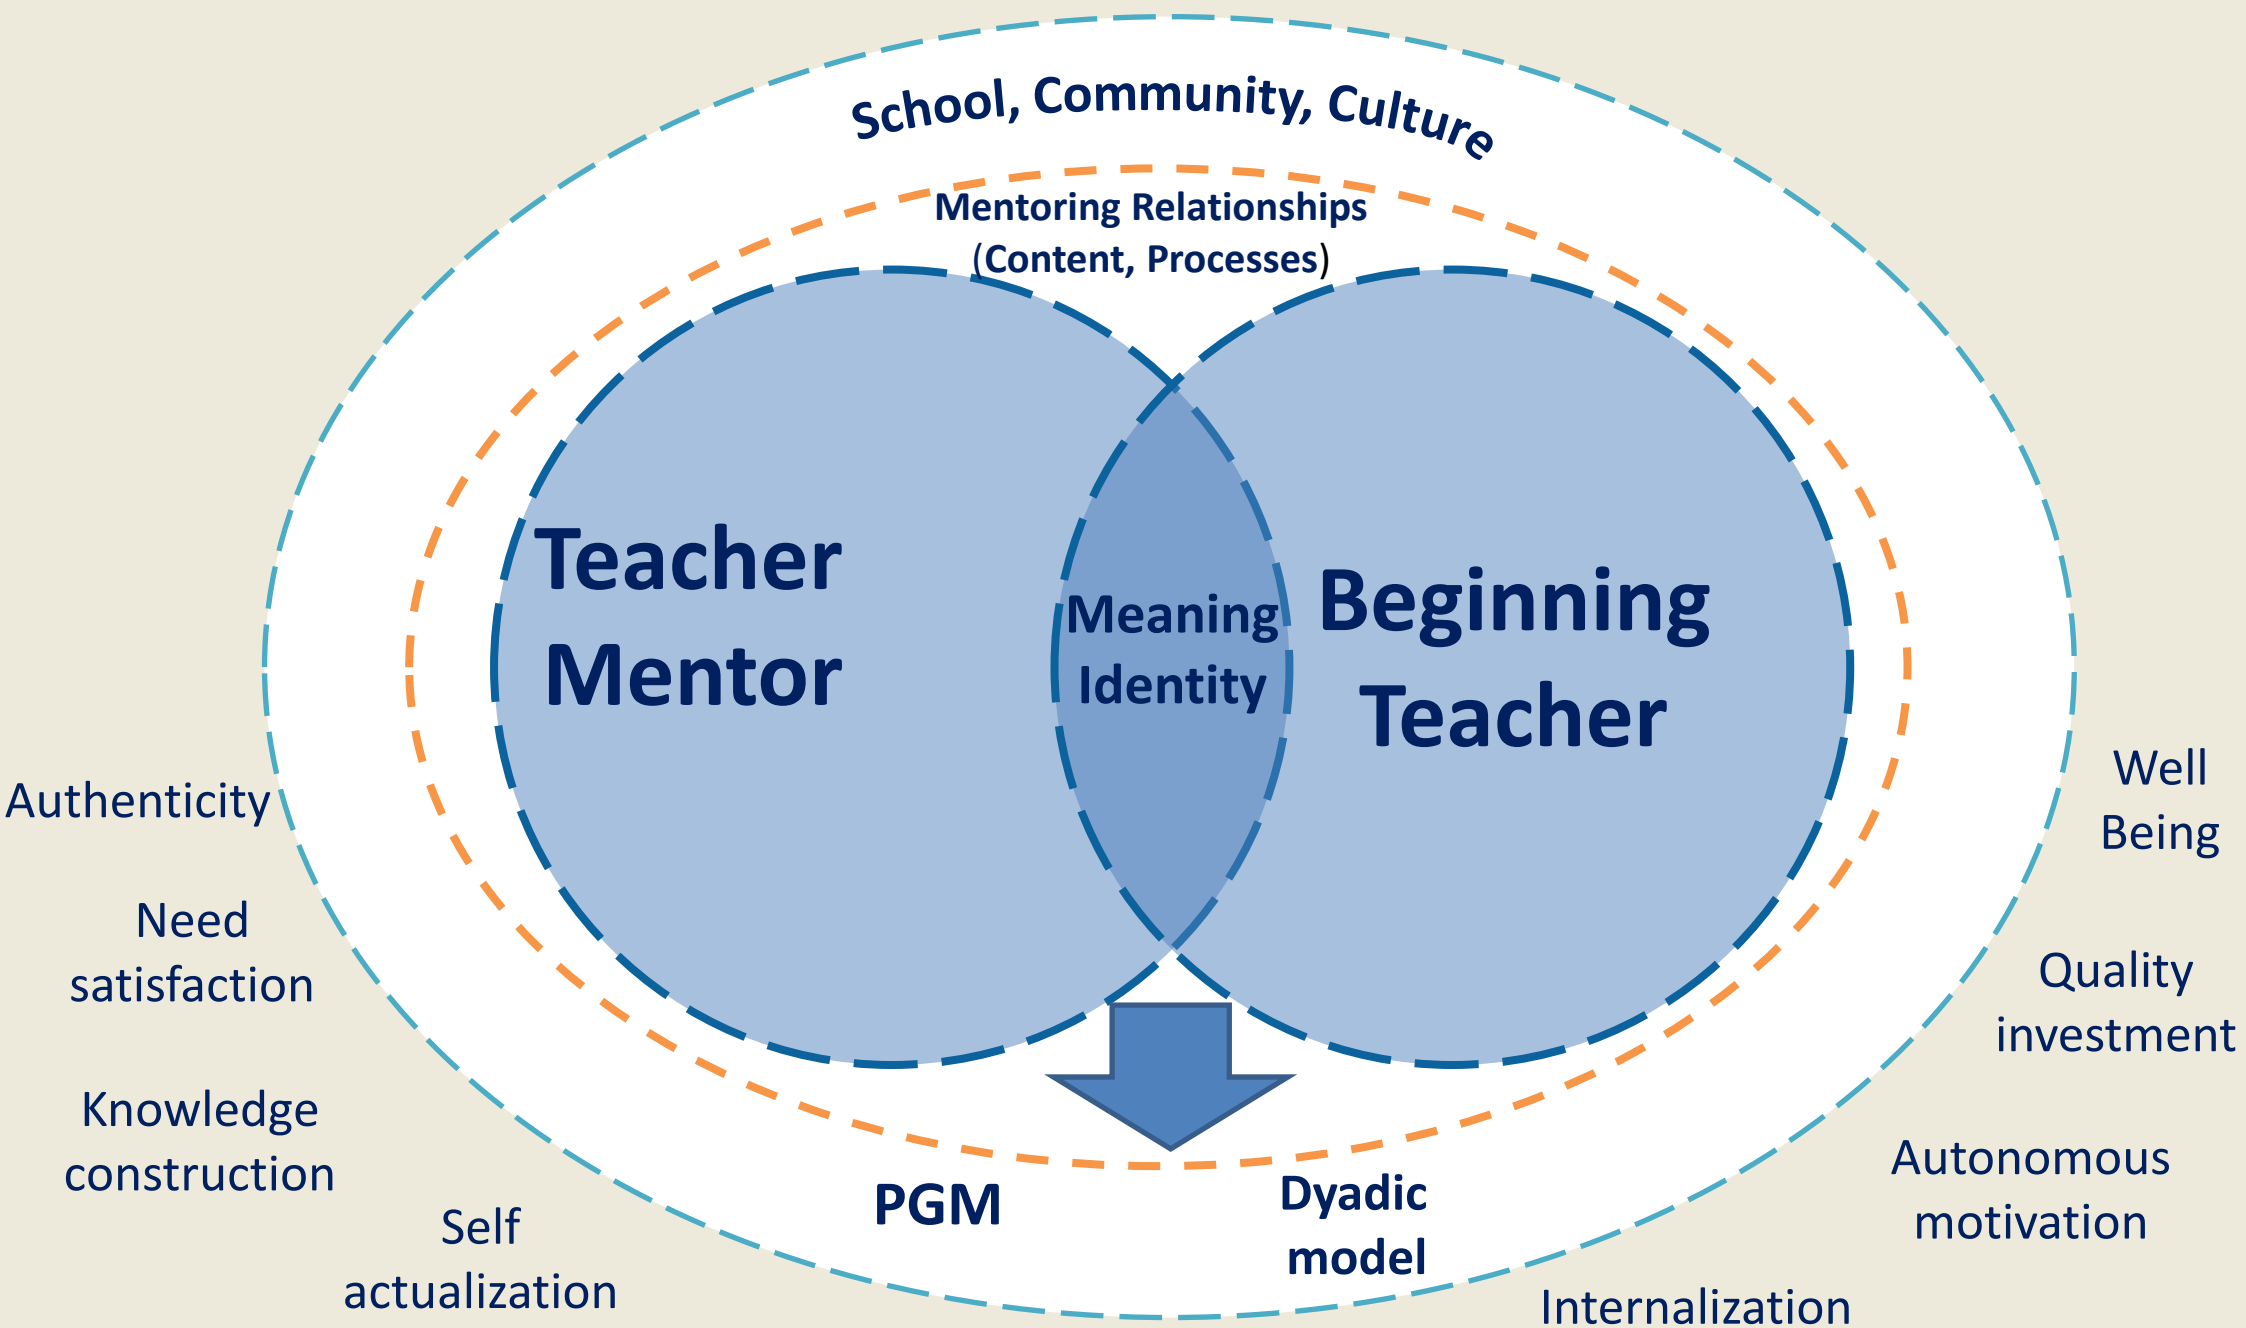 School, Community, Culture
Mentoring Relationships
(Content, Processes)
Teacher
Mentor
Meaning
Identity
Beginning
Teacher
Authenticity
Need
satisfaction
Knowledge
construction
Self
actualization
PGM
Dyadic
model
Well
Being
Quality
investment
Autonomous
motivation
Internalization